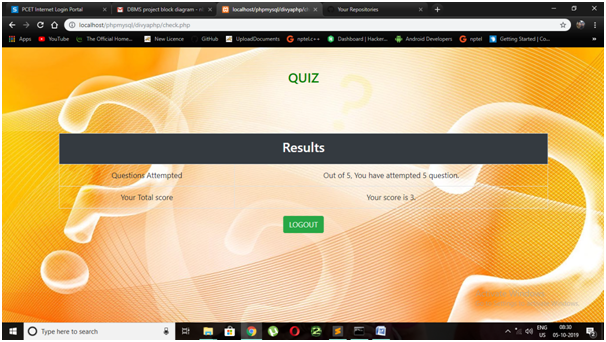 PCET Internet Login Portal
DBMS project block diagram - m
localhost/phpmysql/divyaphp/ch
Your Repositories
localhost/phpmysql/divyaphp/check.php
Apps YouTube The Official Home... New Licence GitHub UploadDocuments nptel.c++ Dashboard | Hacker... Android Developers nptel Getting Started | Co...
QUIZ
Results
Questions Attempted Out of 5, You have attempted 5 question.
Your Total score Your score is 3.
LOGOUT
Type here to search
ENG 08:30
US 05-10-2019